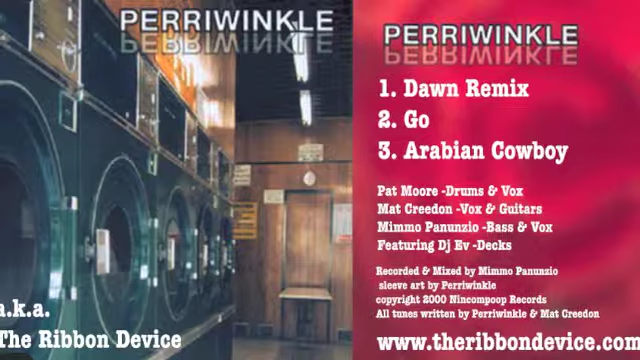 PERRIWINKLE
a.k.a.
The Ribbon Device
PERRIWINKLE
1. Dawn Remix
2. Go
3. Arabian Cowboy
Pat Moore -Drums & Vox
Mat Creedon -Vox & Guitars
Mimmo Panunzio -Bass & Vox
Featuring Dj Ev -Decks
Recorded & Mixed by Mimmo Panunzio
sleeve art by Perriwinkle
copyright 2000 Nincompoop Records
All tunes written by Perriwinkle & Mat Creedon
www.theribbondevice.com